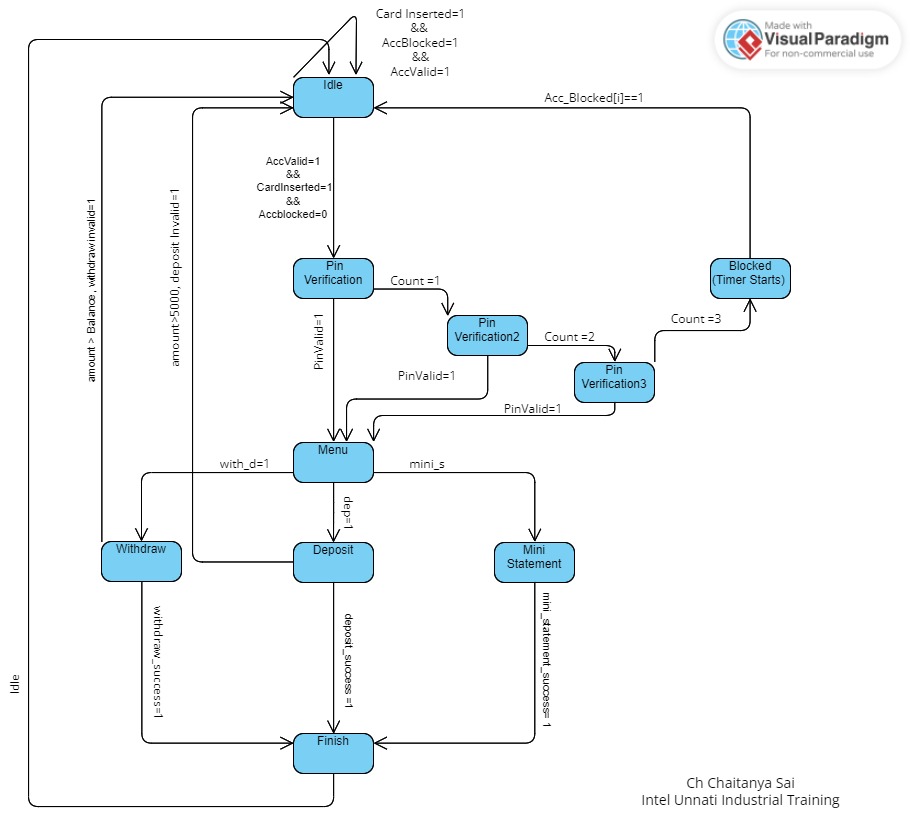 Card Inserted=1
&&
AccBlocked=1
&&
AccValid=1
Made with
Visual Paradigm
For non-commercial use
Idle
Acc_Blocked[i]==1
AccValid=1
&&
CardInserted=1
&&
Accblocked=0
amount > Balance, withdrawinvalid=1
amount>5000, deposit Invalid=1
Pin
Verification
Count =1
Blocked
(Timer Starts)
PinValid=1
Pin
Verification2
Count =2
Count =3
Pin
Verification3
PinValid=1
PinValid=1
Menu
with_d=1
mini_s
dep=1
Withdraw
Deposit
Mini
Statement
withdraw_success=1
deposit_success =1
mini_statement_success= 1
Idle
Finish
Ch Chaitanya Sai
Intel Unnati Industrial Training